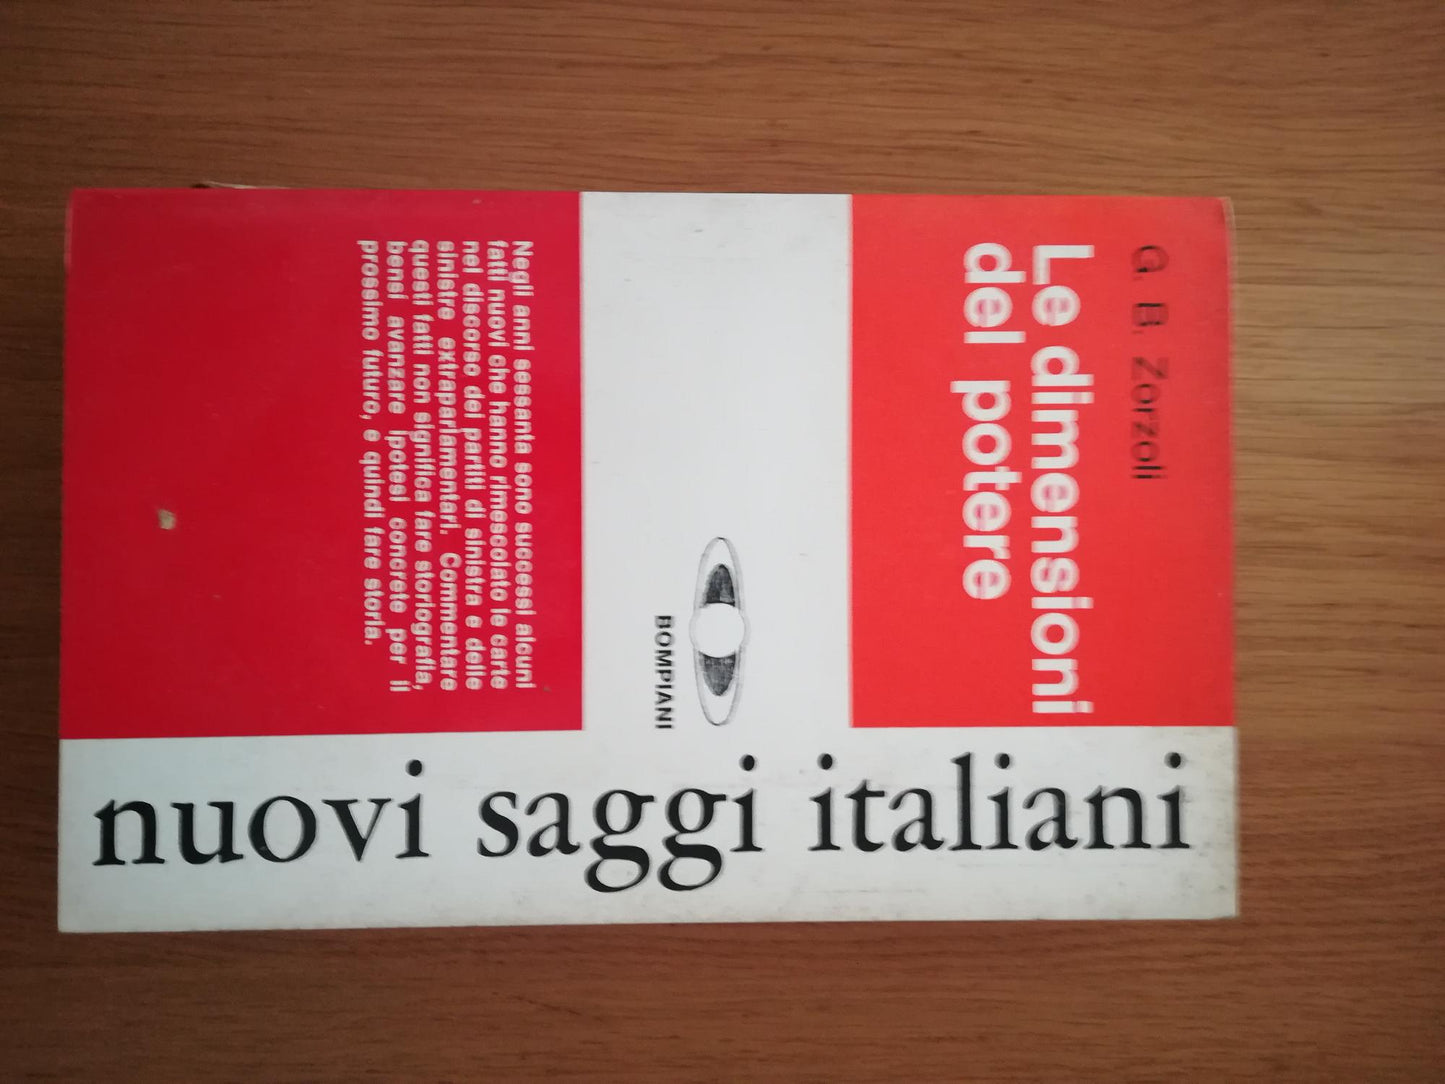 G. B. Zorzoli
Le dimensioni
del potere
BOMPIANI
Negli anni sessanta sono successi alcuni
fatti nuovi che hanno rimescolato le carte
nel discorso dei partiti di sinistra e delle
sinistre extraparlamentari. Commentare
questi fatti non significa fare storiografia,
bensì avanzare ipotesi concrete per il
prossimo futuro, e quindi fare storia.
nuovi saggi italiani